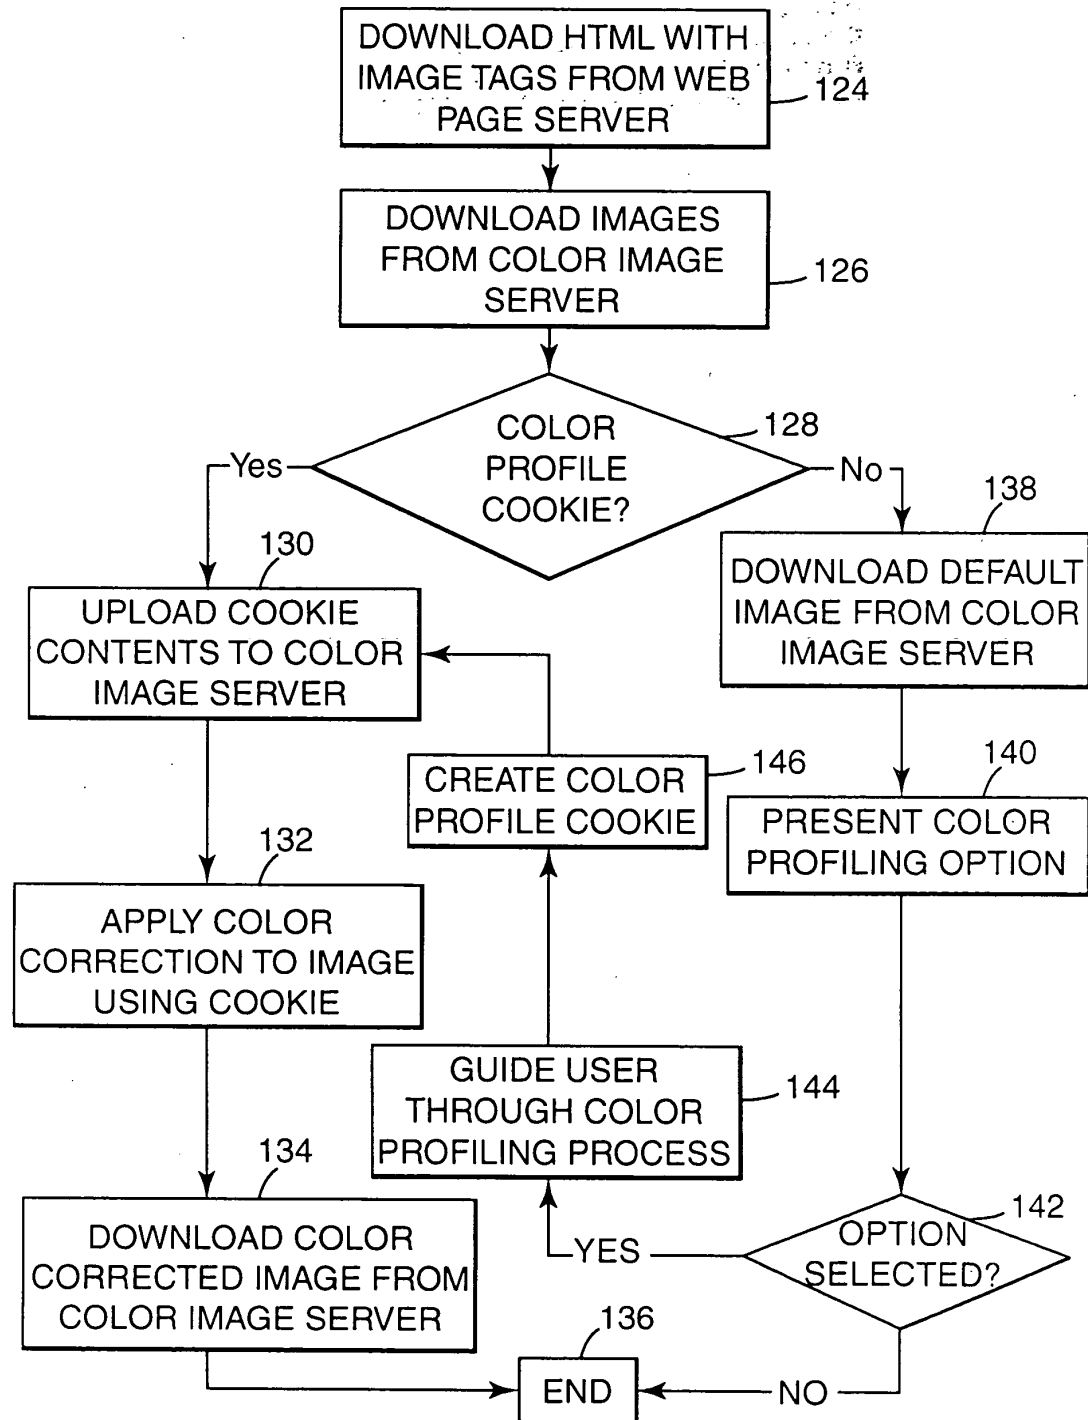 DOWNLOAD HTML WITH
IMAGE TAGS FROM WEB
PAGE SERVER
124
DOWNLOAD IMAGES
FROM COLOR IMAGE
SERVER
126
COLOR
PROFILE
COOKIE?
128
Yes
No
130
UPLOAD COOKIE
CONTENTS TO COLOR
IMAGE SERVER
138
DOWNLOAD DEFAULT
IMAGE FROM COLOR
IMAGE SERVER
CREATE COLOR
PROFILE COOKIE
146
140
PRESENT COLOR
PROFILING OPTION
132
APPLY COLOR
CORRECTION TO IMAGE
USING COOKIE
GUIDE USER
THROUGH COLOR
PROFILING PROCESS
144
134
DOWNLOAD COLOR
CORRECTED IMAGE FROM
COLOR IMAGE SERVER
142
OPTION
SELECTED?
YES
136
END
NO